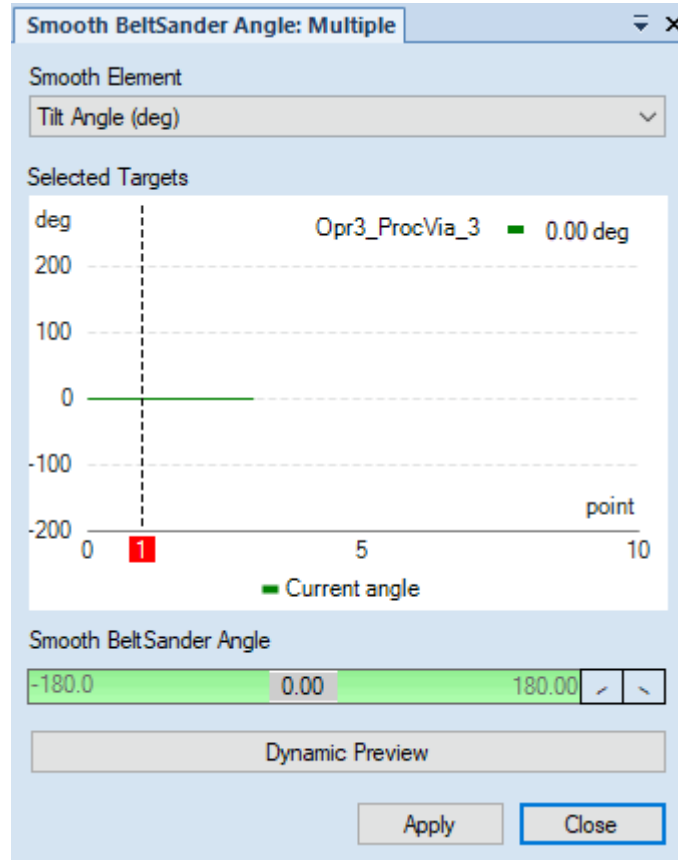 Smooth BeltSander Angle: Multiple
Smooth Element
Tilt Angle (deg)
Selected Targets
deg
Opr3_ProcVia_3 0.00 deg
200
100
0
-100
point
-200
0 1 5 10
Current angle
Smooth BeltSander Angle
-180.0 0.00 180.00
Dynamic Preview
Apply Close